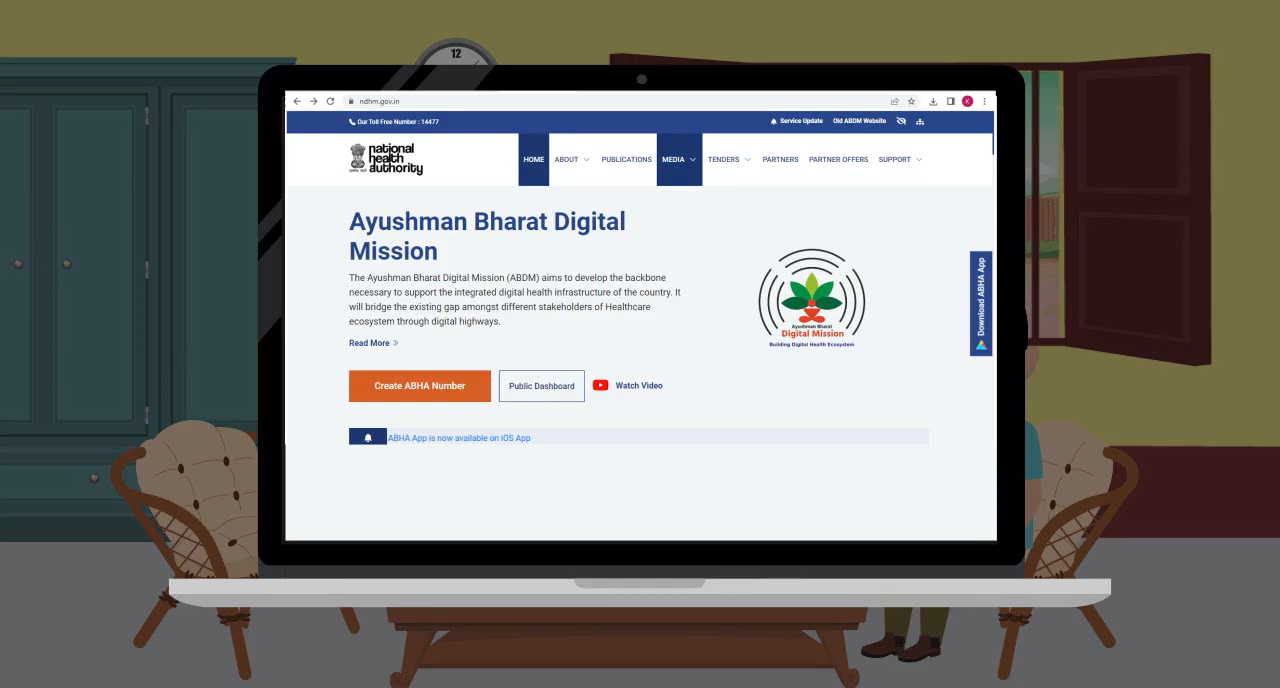 12
ndhm.gov.in
K
Our Toll Free Number : 14477
Service Update
Old ABDM Website
national
health
authority
HOME
ABOUT
PUBLICATIONS
MEDIA
TENDERS
PARTNERS
PARTNER OFFERS
SUPPORT
Ayushman Bharat Digital
Mission
The Ayushman Bharat Digital Mission (ABDM) aims to develop the backbone
necessary to support the integrated digital health infrastructure of the country. It
will bridge the existing gap amongst different stakeholders of Healthcare
ecosystem through digital highways.
Read More
Ayushman Bharat
Digital Mission
Building Digital Health Ecosystem
Download ABHA App
Create ABHA Number
Public Dashboard
Watch Video
ABHA App is now available on iOS App